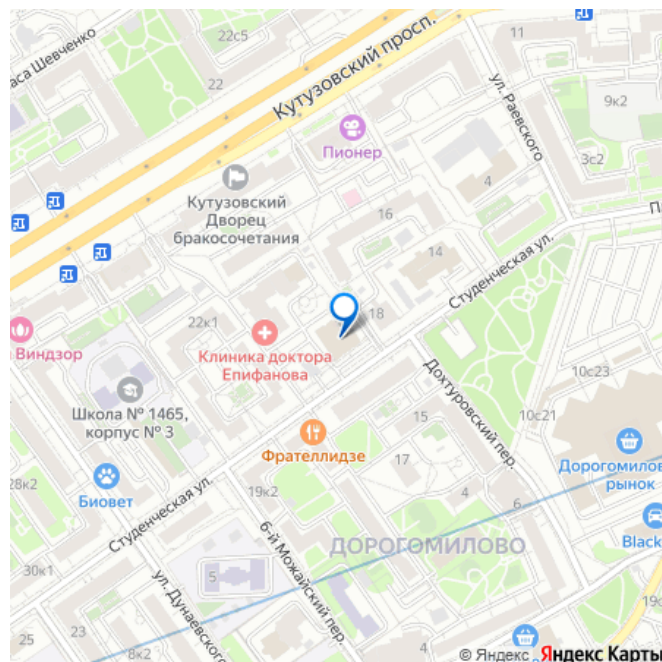 22с5
аса Шевченко
22
Кутузовский просп.
11
ул. Раевского
9к2
3с2
Пионер
4
Кутузовский
Дворец
бракосочетания
16
14
Студенческая ул.
22к1
18
Виндзор
Клиника доктора
Епифанова
Школа № 1465,
корпус № 3
Дохтуровский пер.
10с23
10с21
15
Фрателлидзе
17
Дорогомилов
рынок
28к2
Биовет
19к2
4
6
Black
Студенческая ул.
ДОРОГОМИЛОВО
30к1
5
6-й Можайский пер.
ул. Дунаевского
19с
25
23
8к2
4
© Яндекс Яндекс Карты